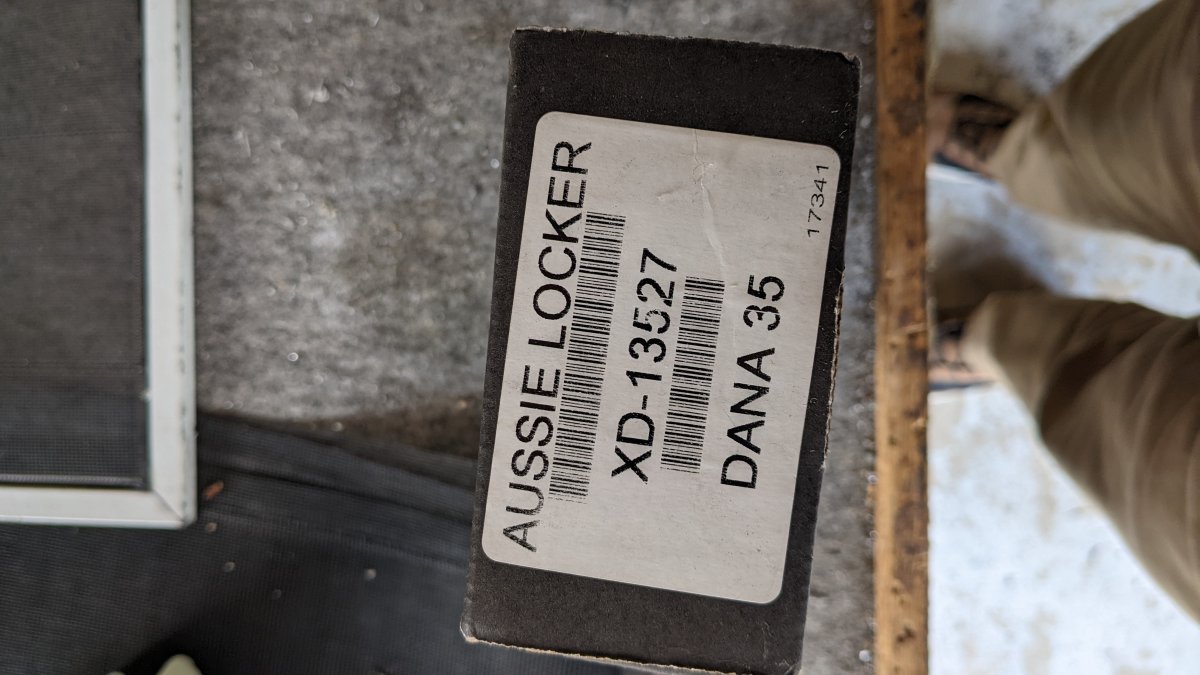 AUSSIE LOCKER
XD-13527
DANA 35
17341